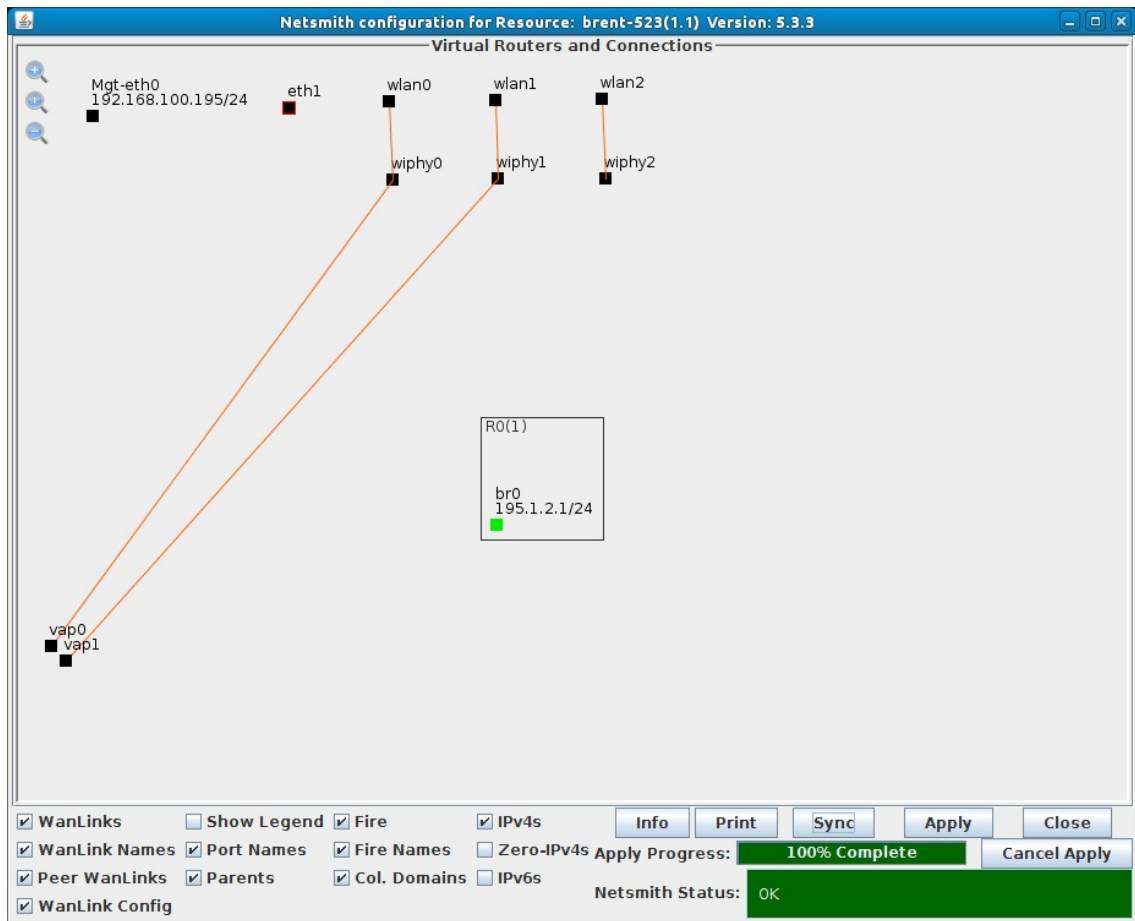 Netsmith configuration for Resource: brent-523(1.1) Version: 5.3.3
Virtual Routers and Connections
Mgt-eth0
192.168.100.195/24
eth1
wlan0
wlan1
wlan2
wiphy0
wiphy1
wiphy2
R0(1)
br0
195.1.2.1/24
vap0
vap1
WanLinks Show Legend Fire IPv4s Info Print Sync Apply Close
WanLink Names Port Names Fire Names Zero-IPv4s Apply Progress: 100% Complete Cancel Apply
Peer WanLinks Parents Col. Domains IPv6s Netsmith Status: OK
WanLink Config